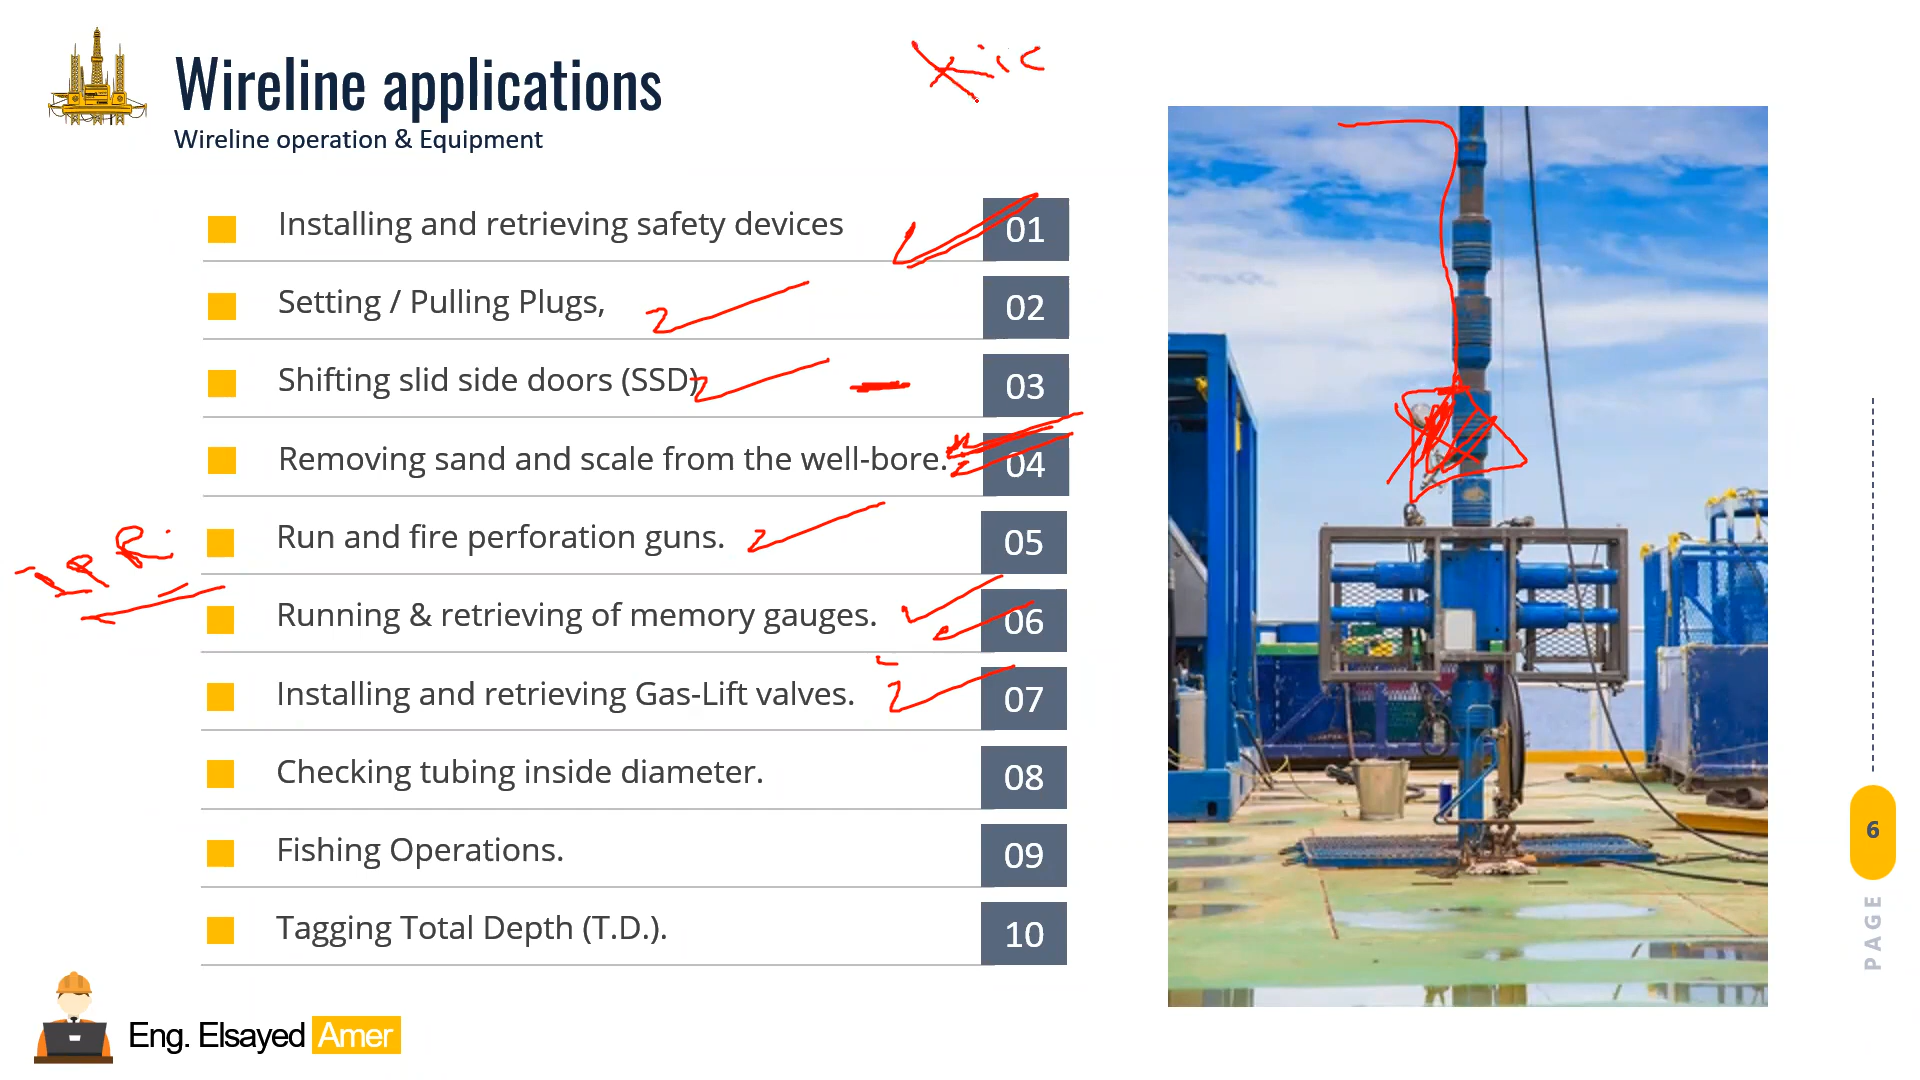 Wireline applications
Wireline operation & Equipment
Installing and retrieving safety devices 01
Setting / Pulling Plugs, 02
Shifting slid side doors (SSD) 03
Removing sand and scale from the well-bore. 04
Run and fire perforation guns. 05
Running & retrieving of memory gauges. 06
Installing and retrieving Gas-Lift valves. 07
Checking tubing inside diameter. 08
Fishing Operations. 09
Tagging Total Depth (T.D.). 10
IPR
Eng. Elsayed Amer
6
PAGE